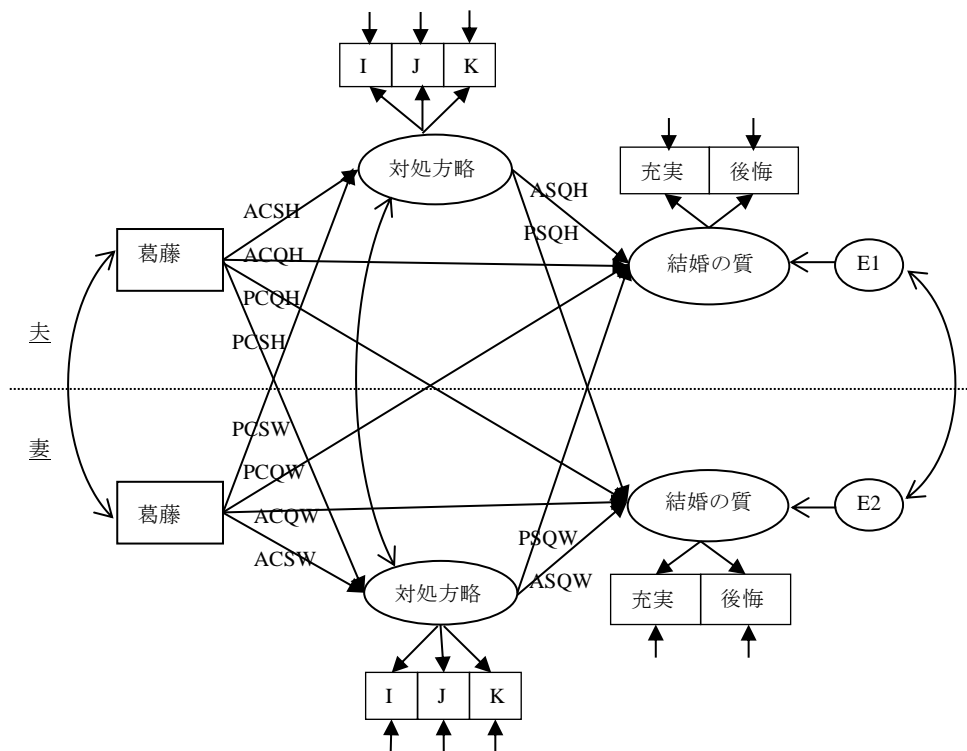 I J K
対処方略
充実 後悔
ACSH
ASQH
PSQH
葛藤
ACQH
結婚の質
E1
PCQH
PCSH
夫
妻
PCSW
PCQW
葛藤
ACQW
結婚の質
E2
PSQW
ACSW
ASQW
対処方略
充実 後悔
I J K